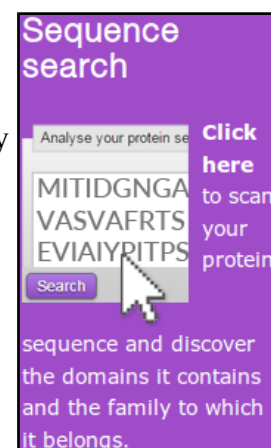 Sequence
search
y
Analyse your protein se
MITIDGNGA
VASVAFRTS
EVIAIYPITPS
Search
Click
here
to scan
your
protein
sequence and discover
the domains it contains
and the family to which
it belongs.